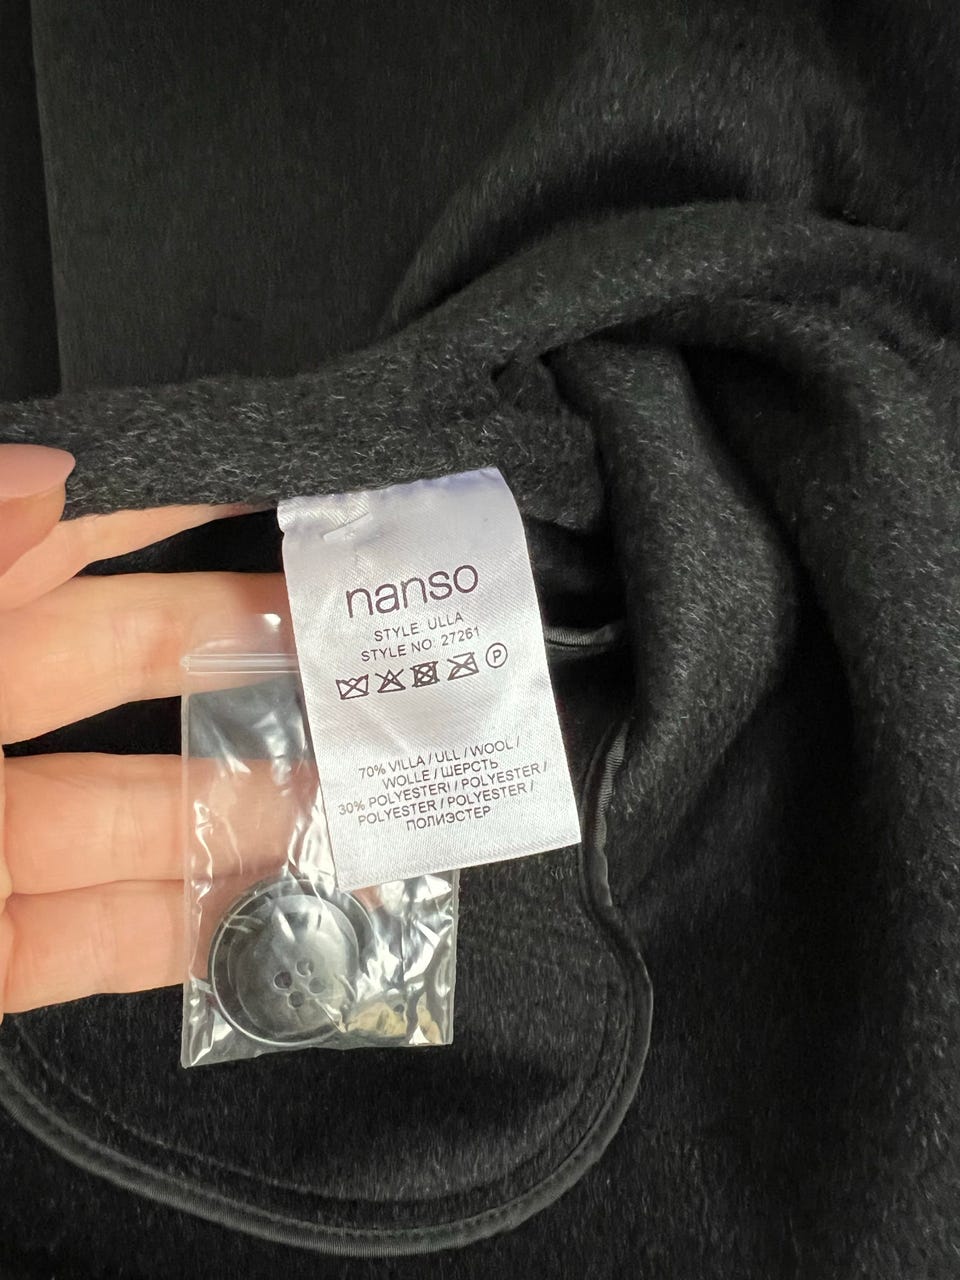 nanso
STYLE: ULLA
STYLE NO: 27261
P
70% VILLA / ULL / WOOL /
WOLLE / ШЕРСТЬ
30% POLYESTERI / POLYESTER /
POLYESTER / POLYESTER /
ПОЛИЭСТЕР